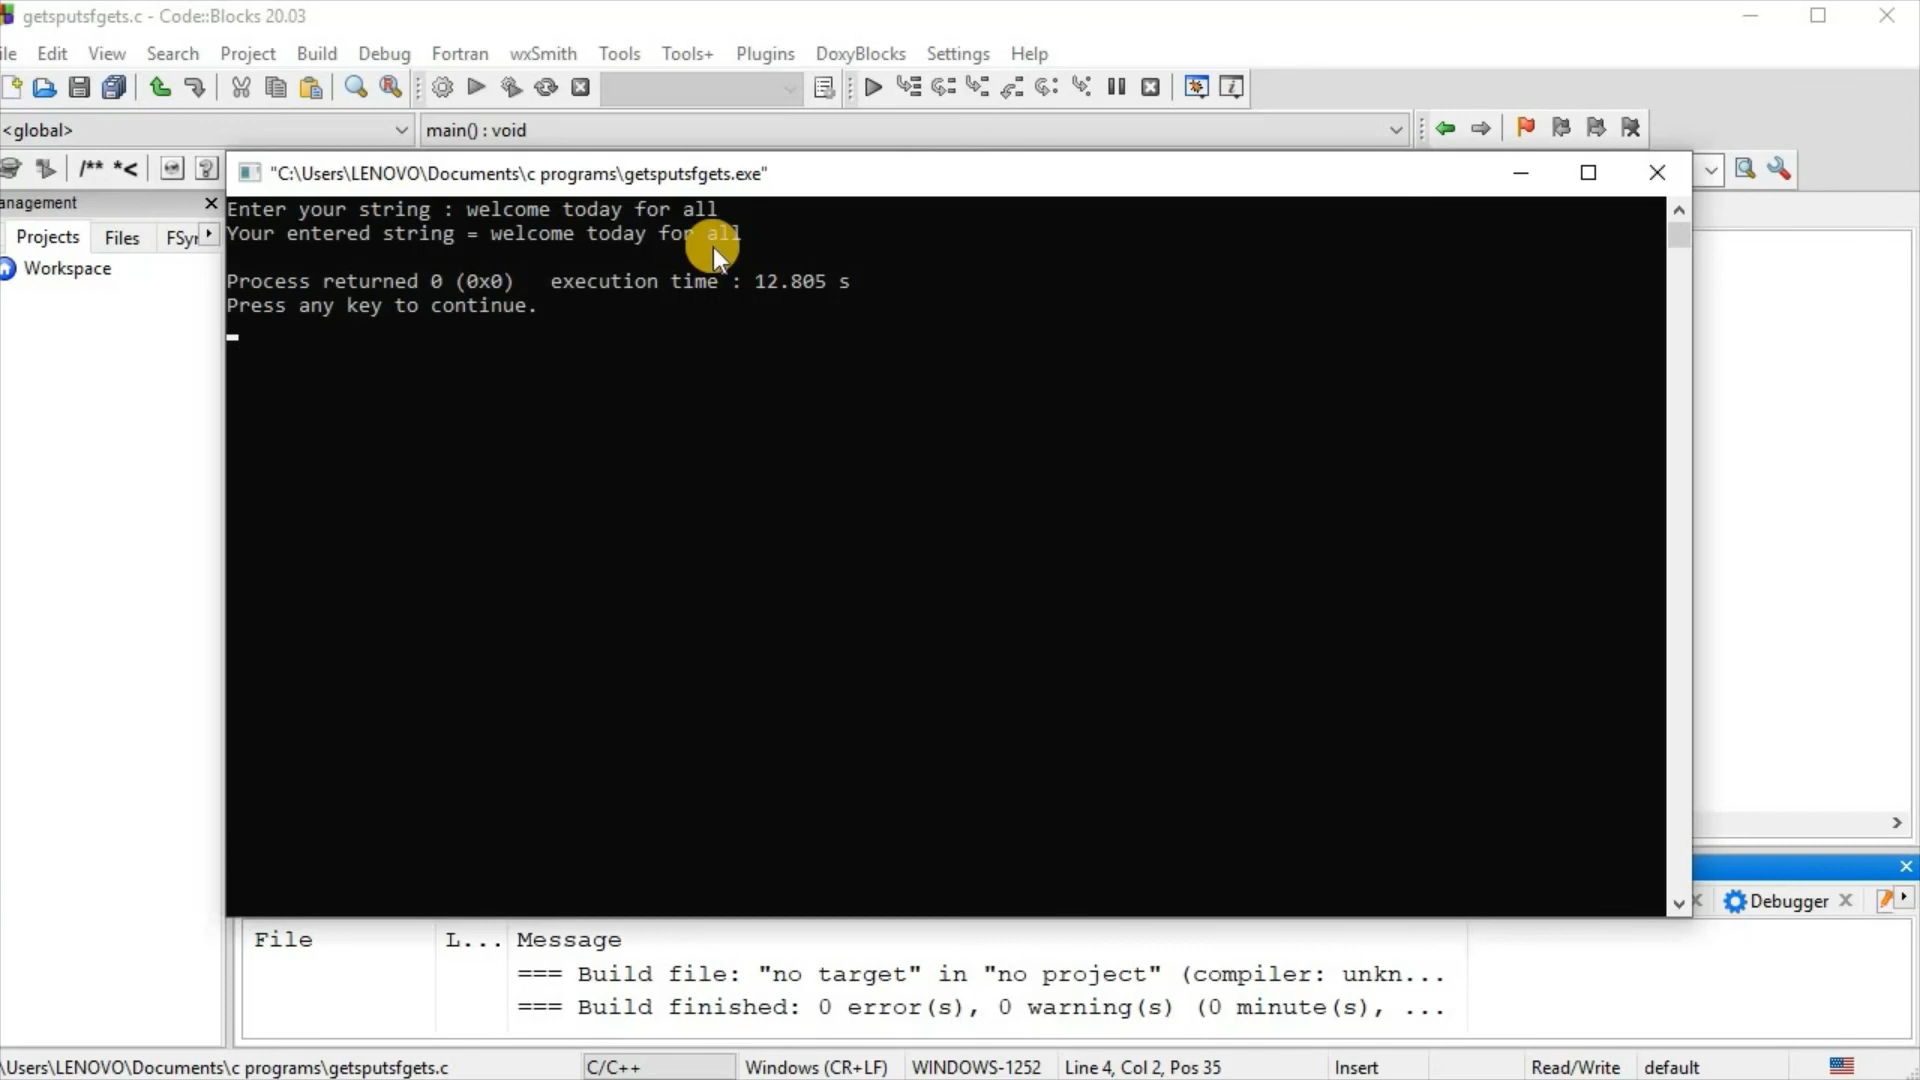 getsputsfgets.c - Code::Blocks 20.03
ile Edit View Search Project Build Debug Fortran wxSmith Tools Tools+ Plugins DoxyBlocks Settings Help
<global>
main() : void
/** *<
"C:\Users\LENOVO\Documents\c programs\getsputsfgets.exe"
anagement
Projects Files FSy
Workspace
Enter your string : welcome today for all
Your entered string = welcome today for all
Process returned 0 (0x0)   execution time : 12.805 s
Press any key to continue.
Debugger
File L... Message
=== Build file: "no target" in "no project" (compiler: unkn...
=== Build finished: 0 error(s), 0 warning(s) (0 minute(s), ...
\Users\LENOVO\Documents\c programs\getsputsfgets.c C/C++ Windows (CR+LF) WINDOWS-1252 Line 4, Col 2, Pos 35 Insert Read/Write default